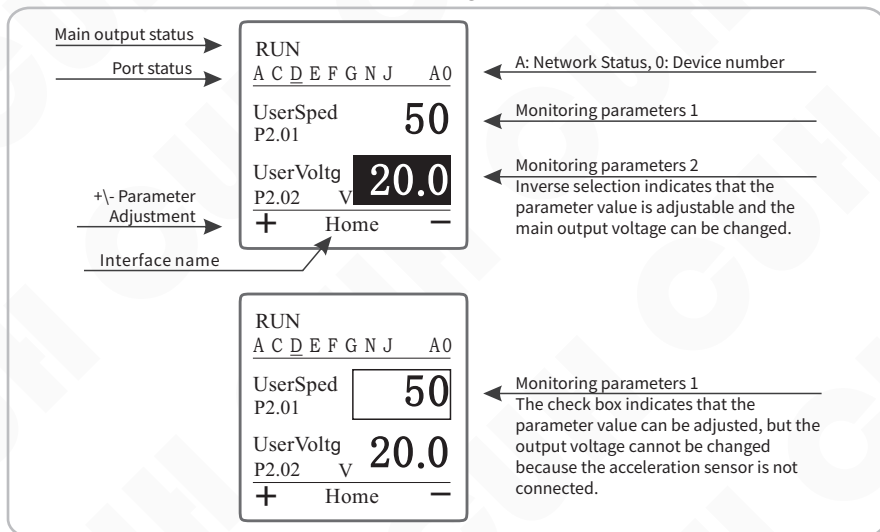 Main output status
Port status
+\- Parameter
Adjustment
Interface name
RUN
A C D E F G N J A0
UserSped
P2.01
50
UserVoltg
P2.02 V
20.0
+ Home −
A: Network Status, 0: Device number
Monitoring parameters 1
Monitoring parameters 2
Inverse selection indicates that the
parameter value is adjustable and the
main output voltage can be changed.
RUN
A C D E F G N J A0
UserSped
P2.01
50
UserVoltg
P2.02 V
20.0
+ Home −
Monitoring parameters 1
The check box indicates that the
parameter value can be adjusted, but the
output voltage cannot be changed
because the acceleration sensor is not
connected.